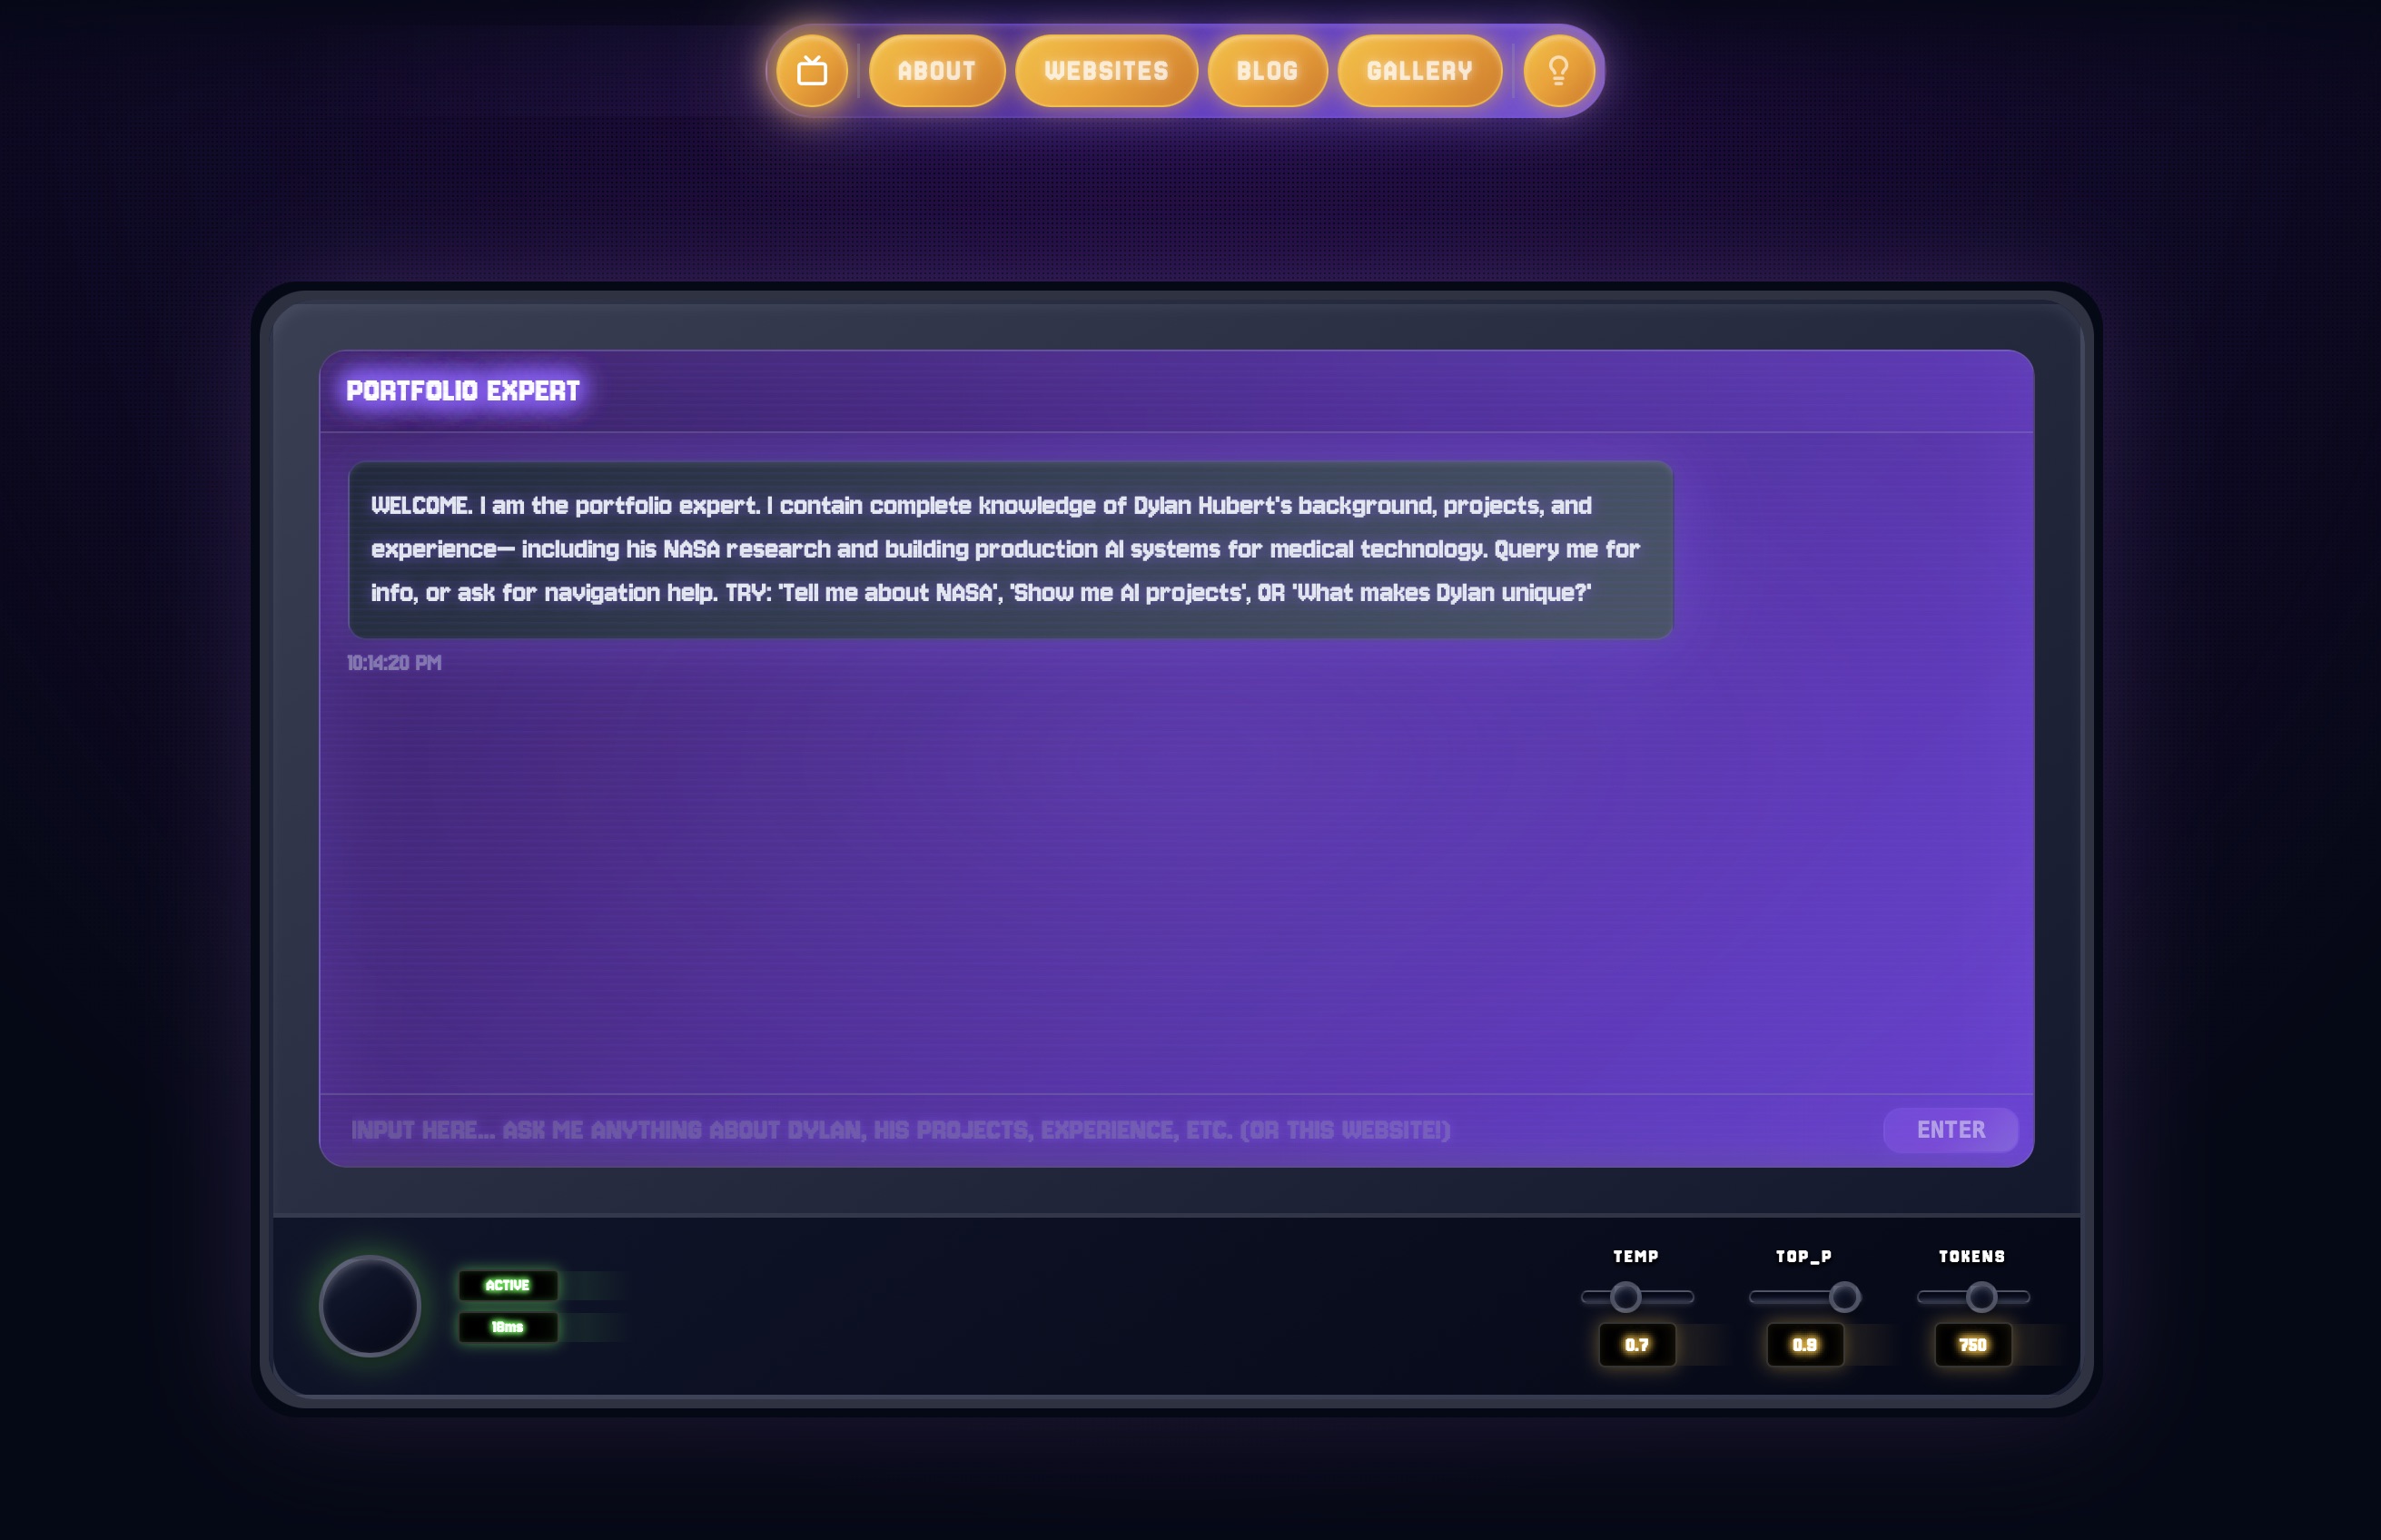 ABOUT WEBSITES BLOG GALLERY
PORTFOLIO EXPERT
WELCOME. I am the portfolio expert. I contain complete knowledge of Dylan Hubert's background, projects, and
experience— including his NASA research and building production AI systems for medical technology. Query me for
info, or ask for navigation help. TRY: 'Tell me about NASA', 'Show me AI projects', OR 'What makes Dylan unique?'
10:14:20 PM
INPUT HERE... ASK ME ANYTHING ABOUT DYLAN, HIS PROJECTS, EXPERIENCE, ETC. (OR THIS WEBSITE!)
ENTER
ACTIVE
18ms
TEMP TOP_P TOKENS
0.7 0.9 750